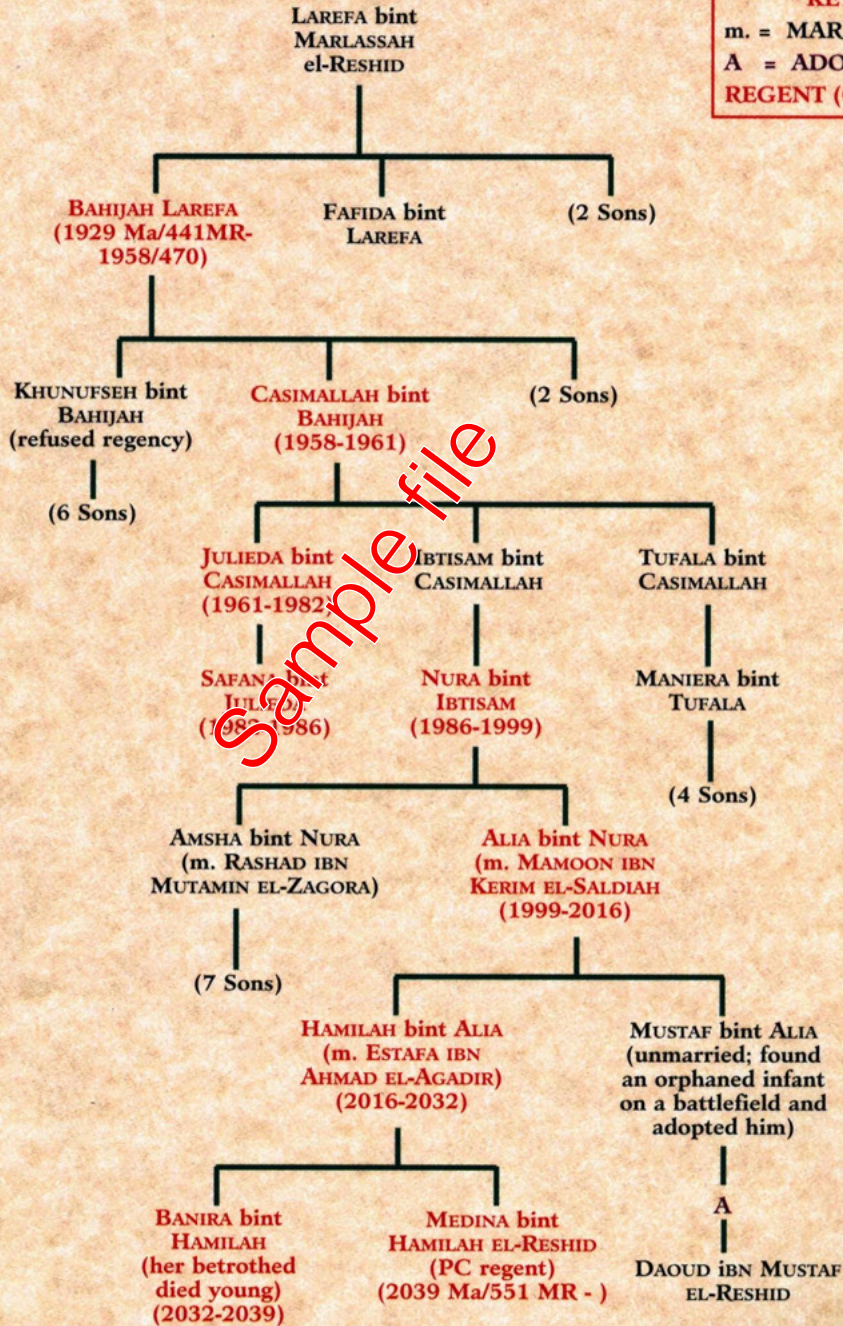 LAREFA bint
MARLASSAH
el-RESHID
m. =
A =
REGENT (
BAHIJAH LAREFA
(1929 Ma/441MR-
1958/470)
FAFIDA bint
LAREFA
(2 Sons)
KHUNUFSEH bint
BAHIJAH
(refused regency)
(6 Sons)
CASIMALLAH bint
BAHIJAH
(1958-1961)
(2 Sons)
JULIEDA bint
CASIMALLAH
(1961-1982)
IBTISAM bint
CASIMALLAH
TUFALA bint
CASIMALLAH
SAFANA bint
JULIEDA
(1982-1986)
NURA bint
IBTISAM
(1986-1999)
MANIERA bint
TUFALA
(4 Sons)
Sample file
AMSHA bint NURA
(m. RASHAD IBN
MUTAMIN EL-ZAGORA)
(7 Sons)
ALIA bint NURA
(m. MAMOON IBN
KERIM EL-SALDIAH
(1999-2016)
HAMILAH bint ALIA
(m. ESTAFA IBN
AHMAD EL-AGADIR)
(2016-2032)
MUSTAF bint ALIA
(unmarried; found
an orphaned infant
on a battlefield and
adopted him)
A
BANIRA bint
HAMILAH
(her betrothed
died young)
(2032-2039)
MEDINA bint
HAMILAH EL-RESHID
(PC regent)
(2039 Ma/551 MR - )
DAOUD IBN MUSTAF
EL-RESHID